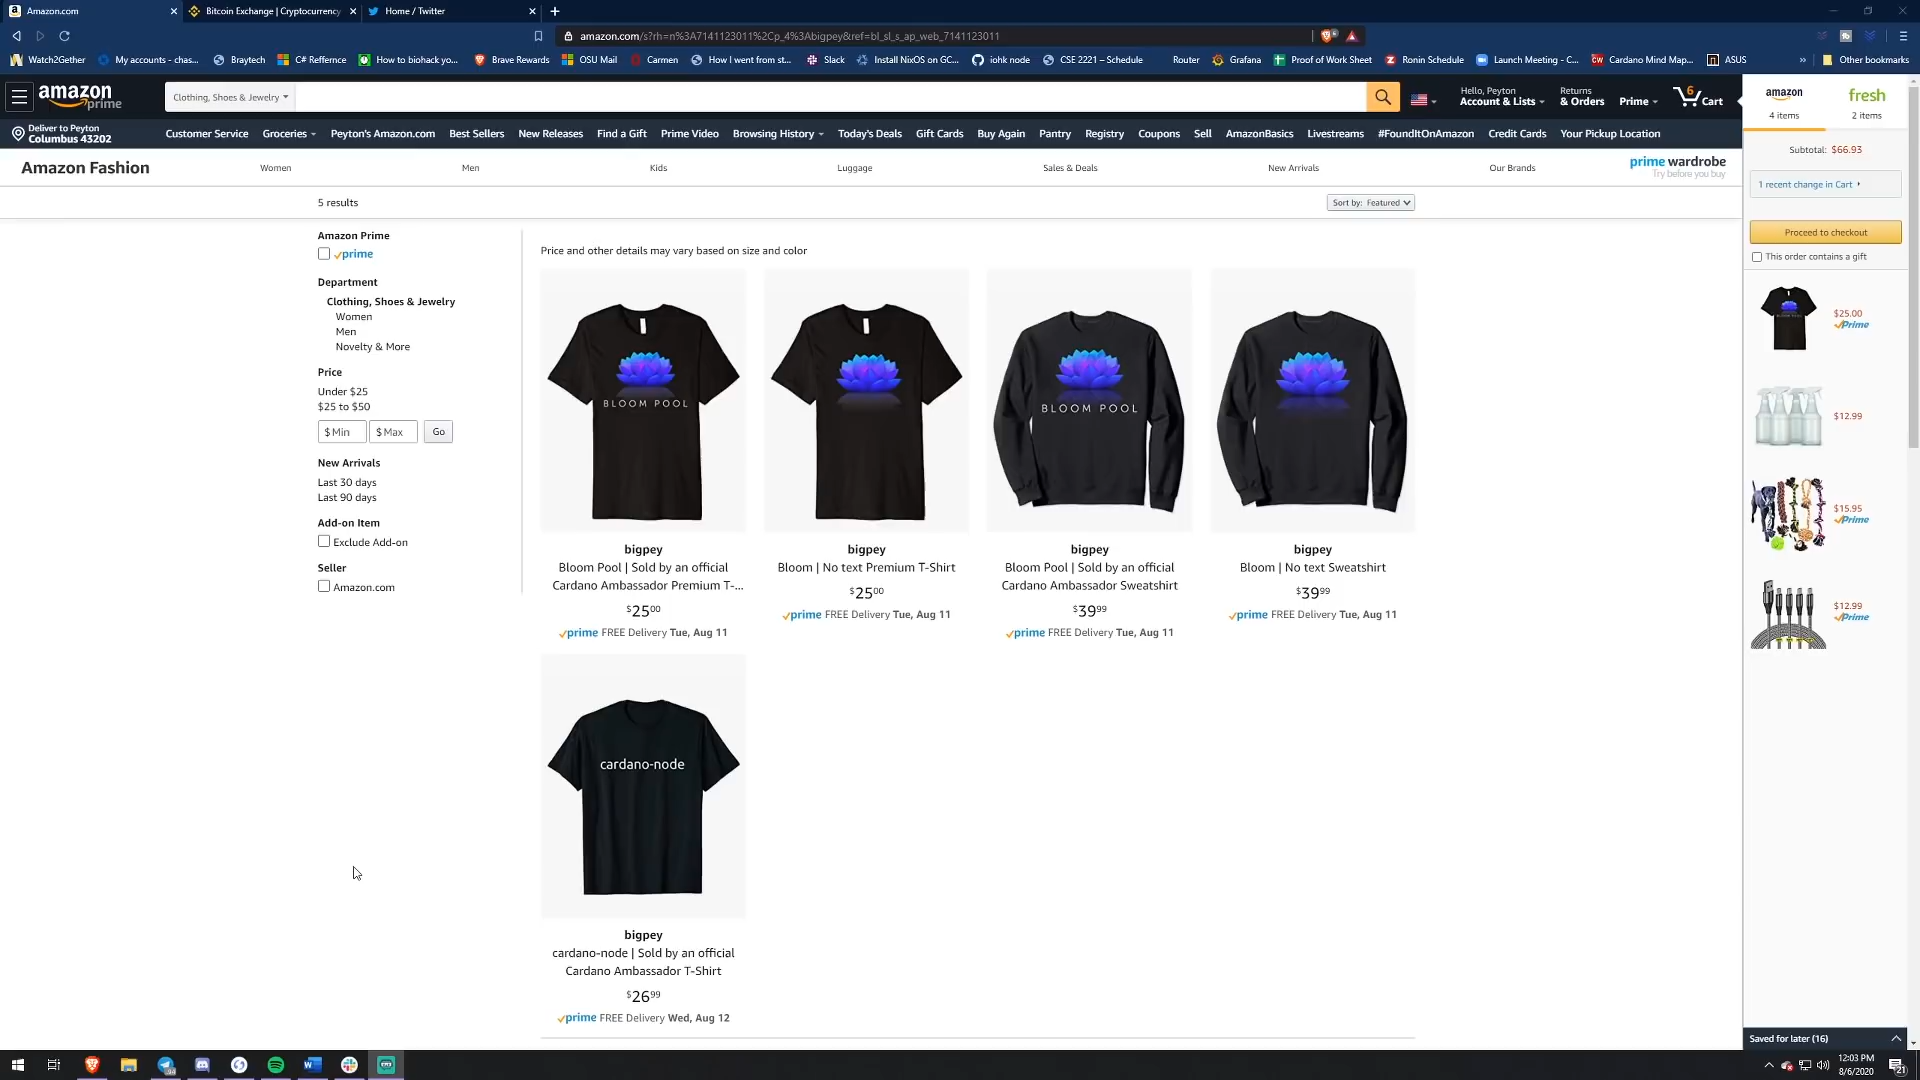 Amazon.com
Bitcoin Exchange | Cryptocurrency
Home / Twitter
amazon.com/s?rh=n%3A7141123011%2Cp_4%3Abigpey&ref=bl_sl_s_ap_web_7141123011
Watch2Gether
My accounts - chas...
Braytech
C# Reffernce
How to biohack yo...
Brave Rewards
OSU Mail
Carmen
How I went from st...
Slack
Install NixOS on GC...
iohk node
CSE 2221 – Schedule
Router
Grafana
Proof of Work Sheet
Ronin Schedule
Launch Meeting - C...
Cardano Mind Map...
ASUS
Other bookmarks
amazon prime
Clothing, Shoes & Jewelry
Hello, Peyton
Account & Lists
Returns
& Orders
Prime
6
Cart
Deliver to Peyton
Columbus 43202
Customer Service
Groceries
Peyton's Amazon.com
Best Sellers
New Releases
Find a Gift
Prime Video
Browsing History
Today's Deals
Gift Cards
Buy Again
Pantry
Registry
Coupons
Sell
AmazonBasics
Livestreams
#FoundItOnAmazon
Credit Cards
Your Pickup Location
Amazon Fashion
Women
Men
Kids
Luggage
Sales & Deals
New Arrivals
Our Brands
prime wardrobe
Try before you buy
5 results
Sort by: Featured
Amazon Prime
prime
Department
Clothing, Shoes & Jewelry
Women
Men
Novelty & More
Price
Under $25
$25 to $50
$ Min
$ Max
Go
New Arrivals
Last 30 days
Last 90 days
Add-on Item
Exclude Add-on
Seller
Amazon.com
Price and other details may vary based on size and color
BLOOM POOL
bigpey
Bloom Pool | Sold by an official
Cardano Ambassador Premium T-...
$2500
prime FREE Delivery Tue, Aug 11
bigpey
Bloom | No text Premium T-Shirt
$2500
prime FREE Delivery Tue, Aug 11
BLOOM POOL
bigpey
Bloom Pool | Sold by an official
Cardano Ambassador Sweatshirt
$3999
prime FREE Delivery Tue, Aug 11
bigpey
Bloom | No text Sweatshirt
$3999
prime FREE Delivery Tue, Aug 11
cardano-node
bigpey
cardano-node | Sold by an official
Cardano Ambassador T-Shirt
$2699
prime FREE Delivery Wed, Aug 12
amazon
4 items
fresh
2 items
Subtotal: $66.93
1 recent change in Cart
Proceed to checkout
This order contains a gift
$25.00
Prime
$12.99
$15.95
Prime
$12.99
Prime
Saved for later (16)
12:03 PM
8/6/2020
21